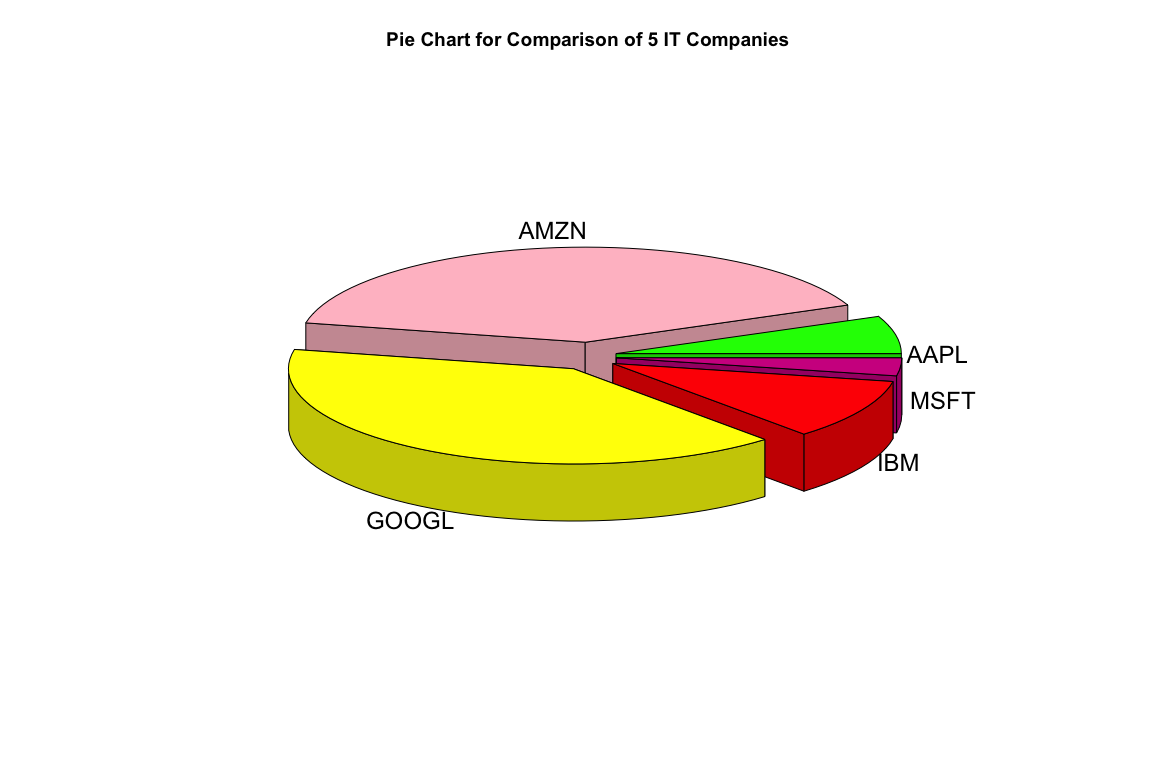 Pie Chart for Comparison of 5 IT Companies
AMZN
AAPL
MSFT
IBM
GOOGL